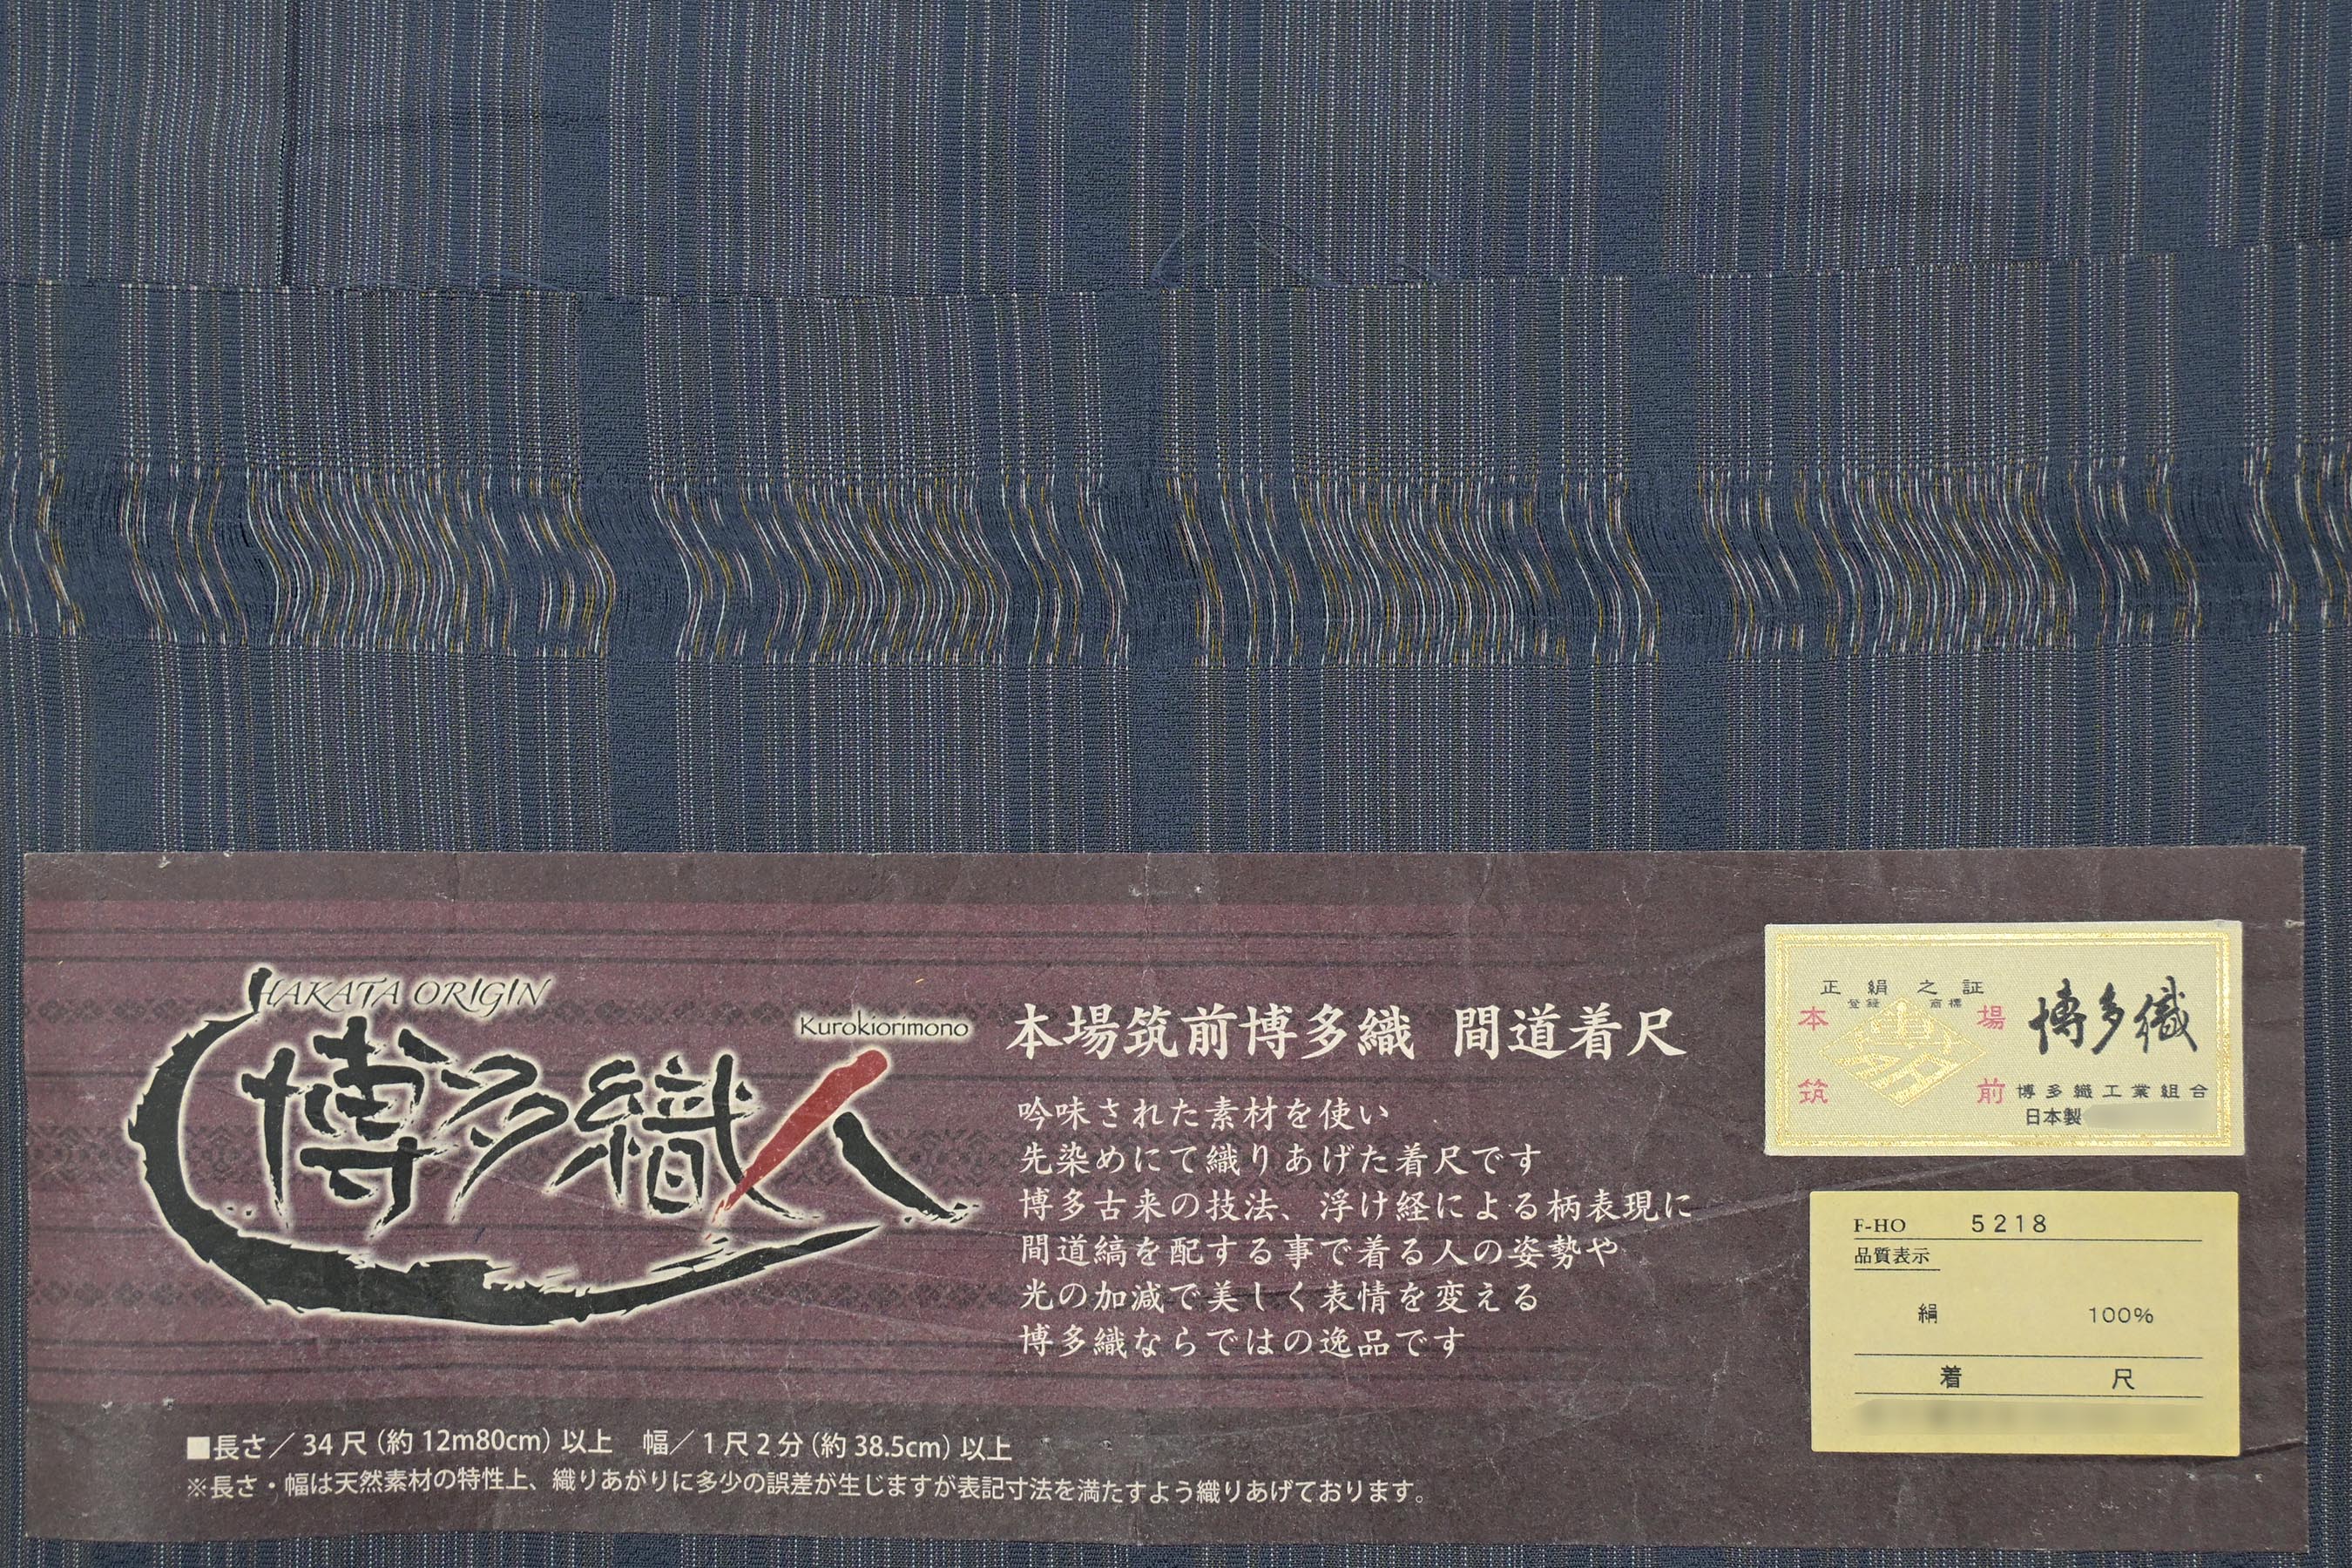 HAKATA ORIGIN
博多織人
Kurokiorimono
本場筑前博多織 間道着尺
吟味された素材を使い
先染めにて織りあげた着尺です
博多古来の技法、浮け経による柄表現に
間道縞を配する事で着る人の姿勢や
光の加減で美しく表情を変える
博多織ならではの逸品です
■長さ／34尺(約12m80cm)以上 幅／1尺2分(約38.5cm)以上
※長さ・幅は天然素材の特性上、織りあがりに多少の誤差が生じますが表記寸法を満たすよう織りあげております。
正絹之証
登録 商標
本場
筑前
博多織
博多織工業組合
日本製
F-HO 5218
品質表示
絹 100%
着尺